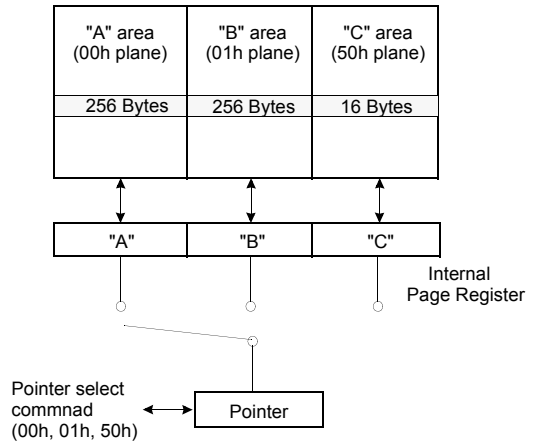 "A" area
(00h plane)
"B" area
(01h plane)
"C" area
(50h plane)
256 Bytes
256 Bytes
16 Bytes
"A"
"B"
"C"
Internal
Page Register
Pointer select
commnad
(00h, 01h, 50h)
Pointer